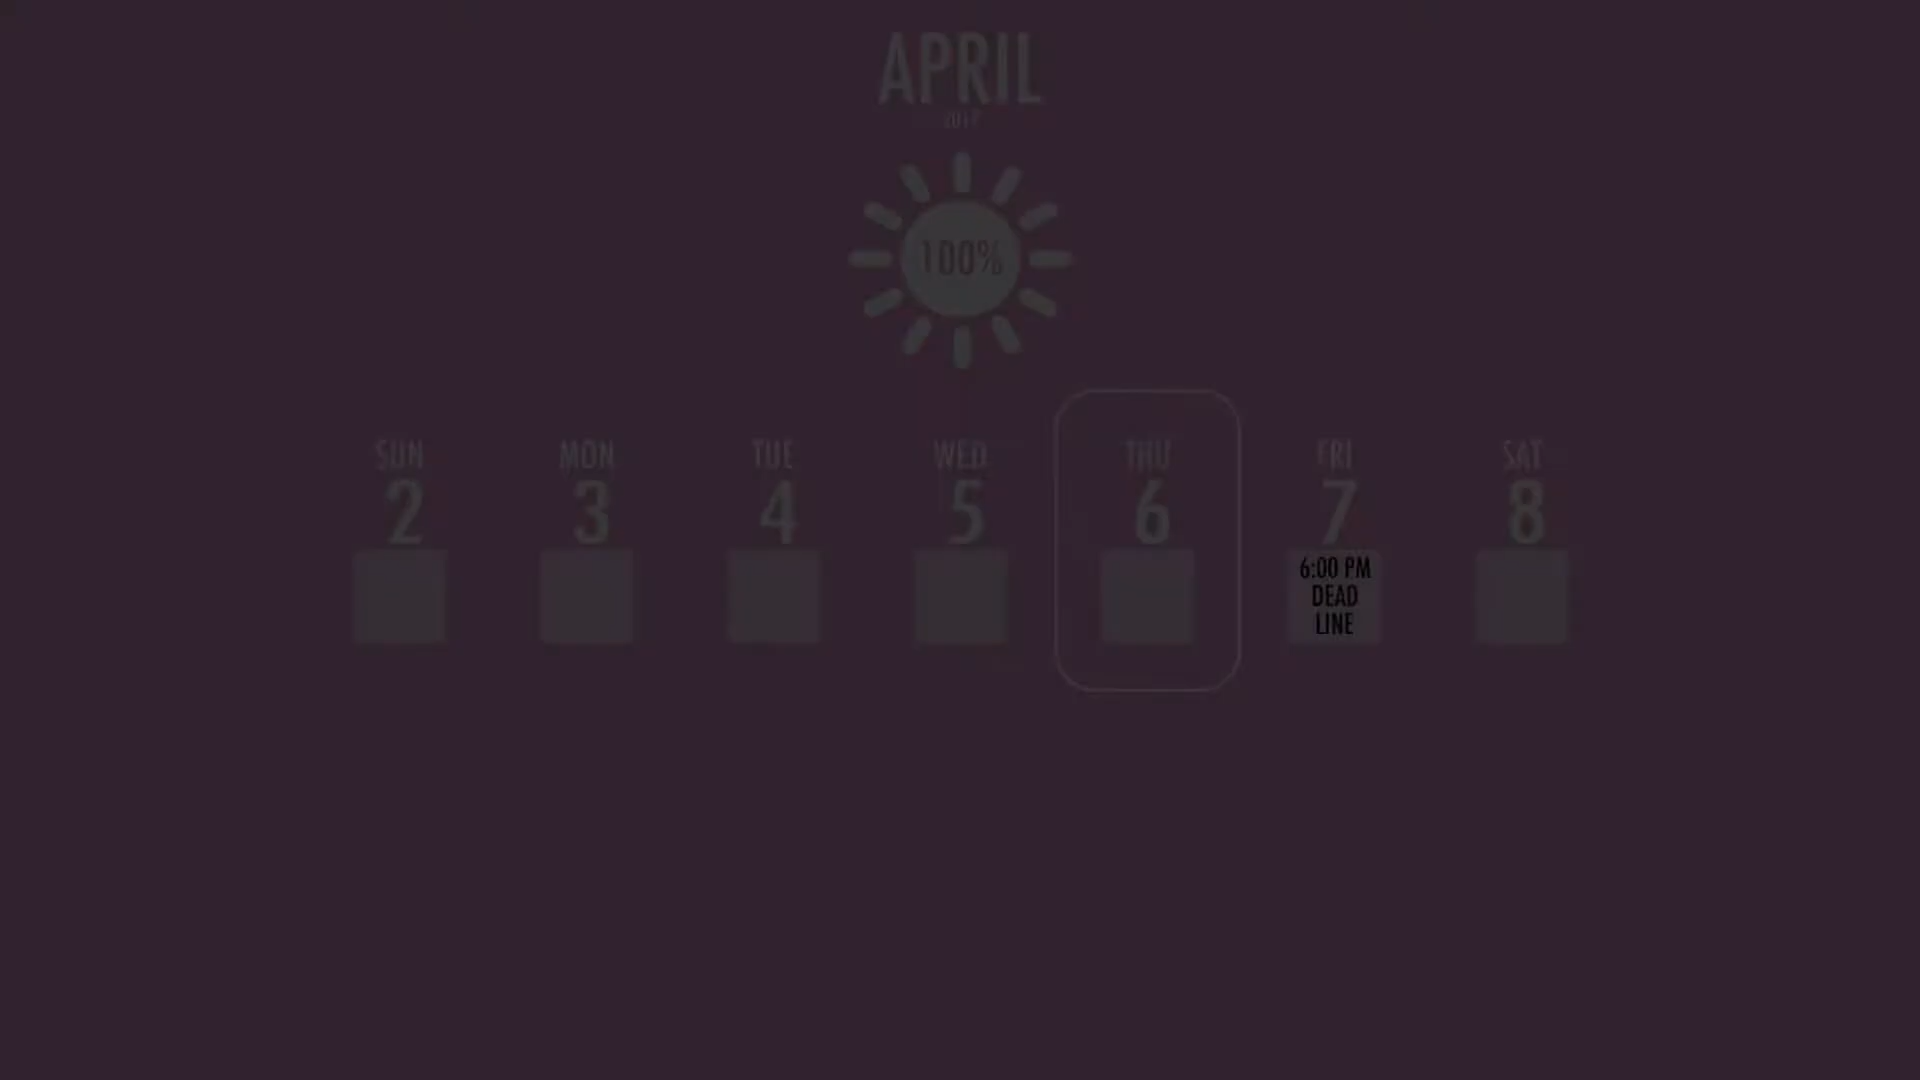 APRIL
2017
100%
SUN MON TUE WED THU FRI SAT
2 3 4 5 6 7 8
6:00 PM
DEAD
LINE